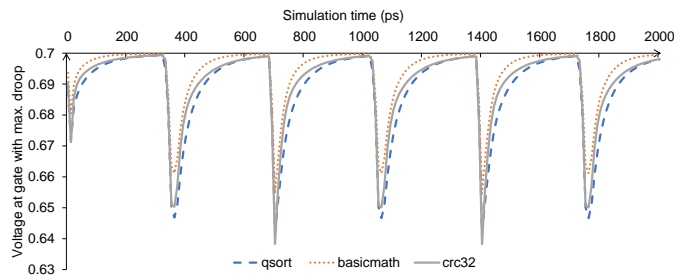 Simulation time (ps)
0 200 400 600 800 1000 1200 1400 1600 1800 2000
Voltage at gate with max. droop
0.7
0.69
0.68
0.67
0.66
0.65
0.64
0.63
qsort basicmath crc32